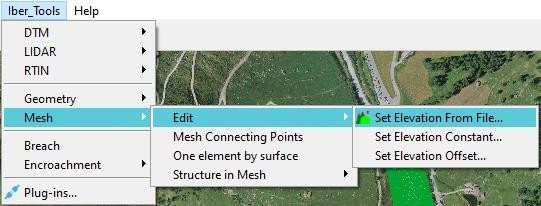 Iber_Tools Help
DTM
LIDAR
RTIN
Geometry
Mesh
Breach
Encroachment
Plug-ins...
Edit
Mesh Connecting Points
One element by surface
Structure in Mesh
Set Elevation From File...
Set Elevation Constant...
Set Elevation Offset...